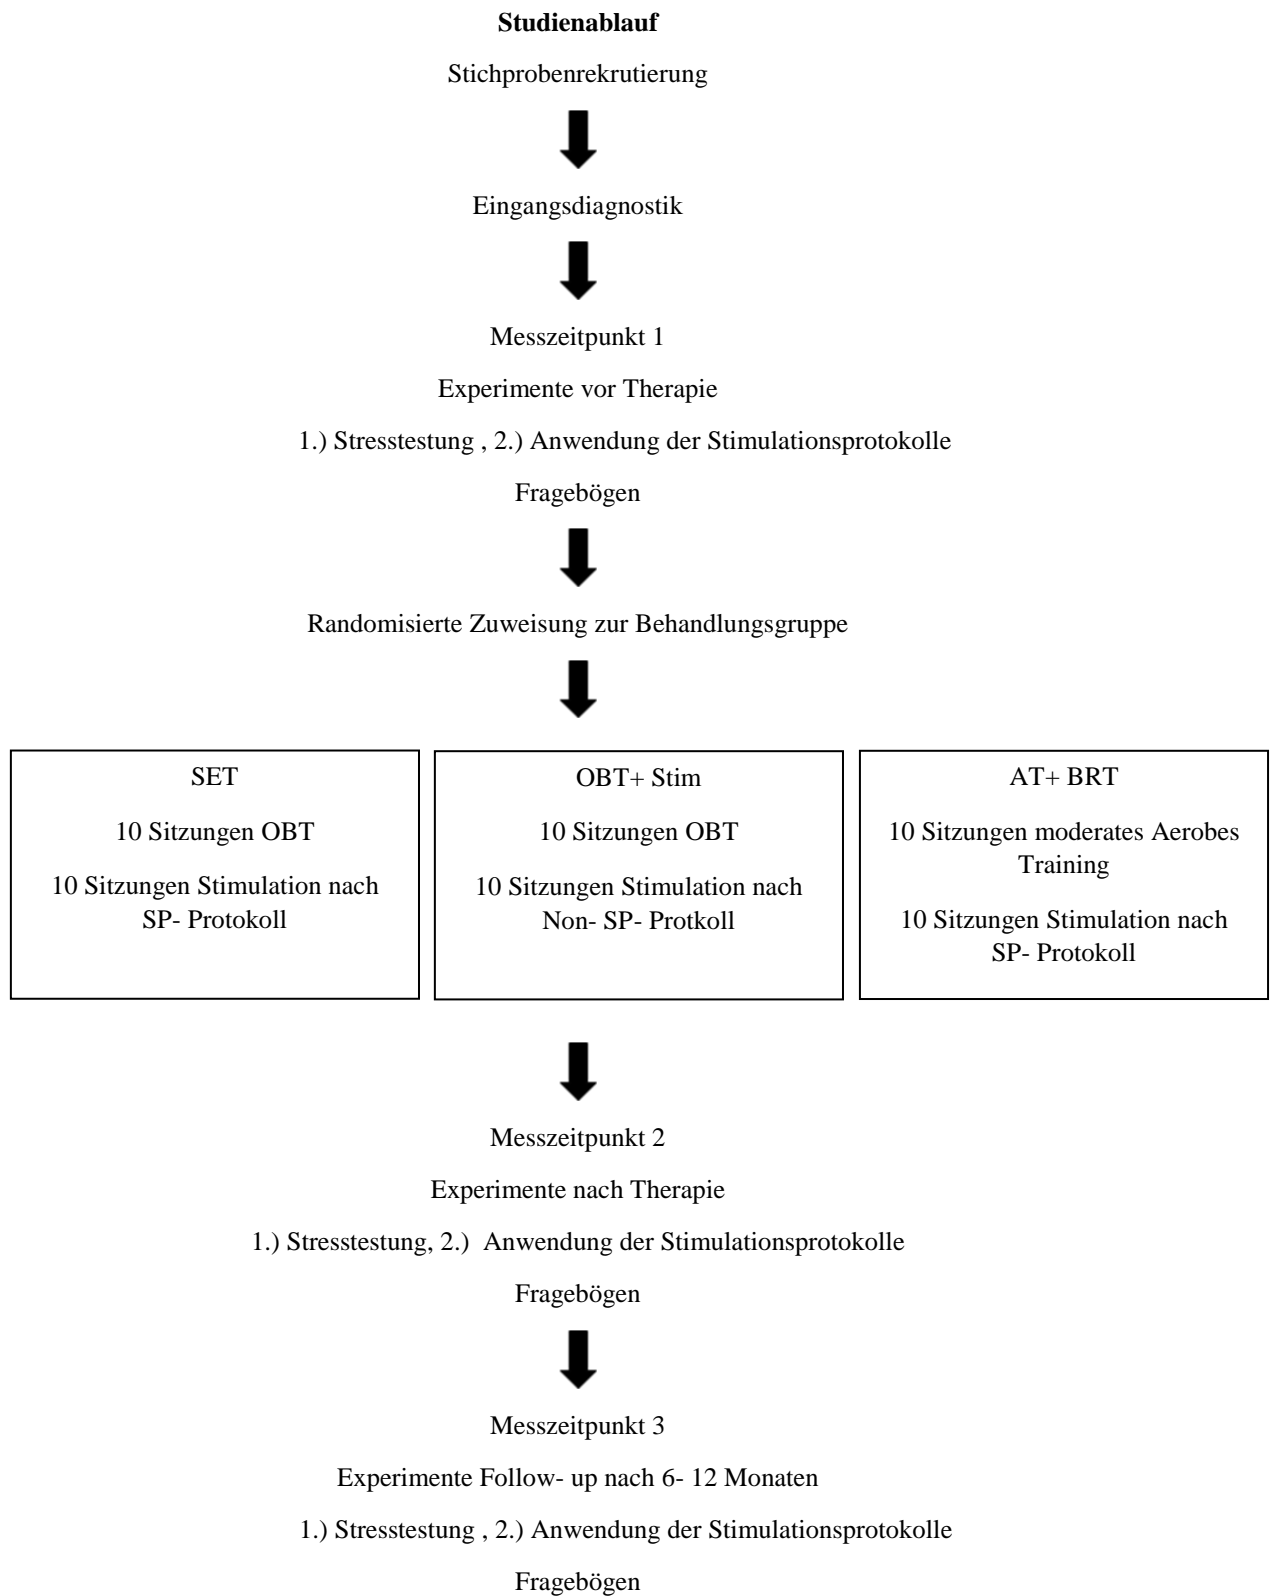 Studienablauf
Stichprobenrekrutierung
Eingangsdiagnostik
Messzeitpunkt 1
Experimente vor Therapie
1.) Stresstestung , 2.) Anwendung der Stimulationsprotokolle
Fragebögen
Randomisierte Zuweisung zur Behandlungsgruppe
SET
10 Sitzungen OBT
10 Sitzungen Stimulation nach
SP- Protokoll
OBT+ Stim
10 Sitzungen OBT
10 Sitzungen Stimulation nach
Non- SP- Protkoll
AT+ BRT
10 Sitzungen moderates Aerobes
Training
10 Sitzungen Stimulation nach
SP- Protokoll
Messzeitpunkt 2
Experimente nach Therapie
1.) Stresstestung, 2.) Anwendung der Stimulationsprotokolle
Fragebögen
Messzeitpunkt 3
Experimente Follow- up nach 6- 12 Monaten
1.) Stresstestung , 2.) Anwendung der Stimulationsprotokolle
Fragebögen